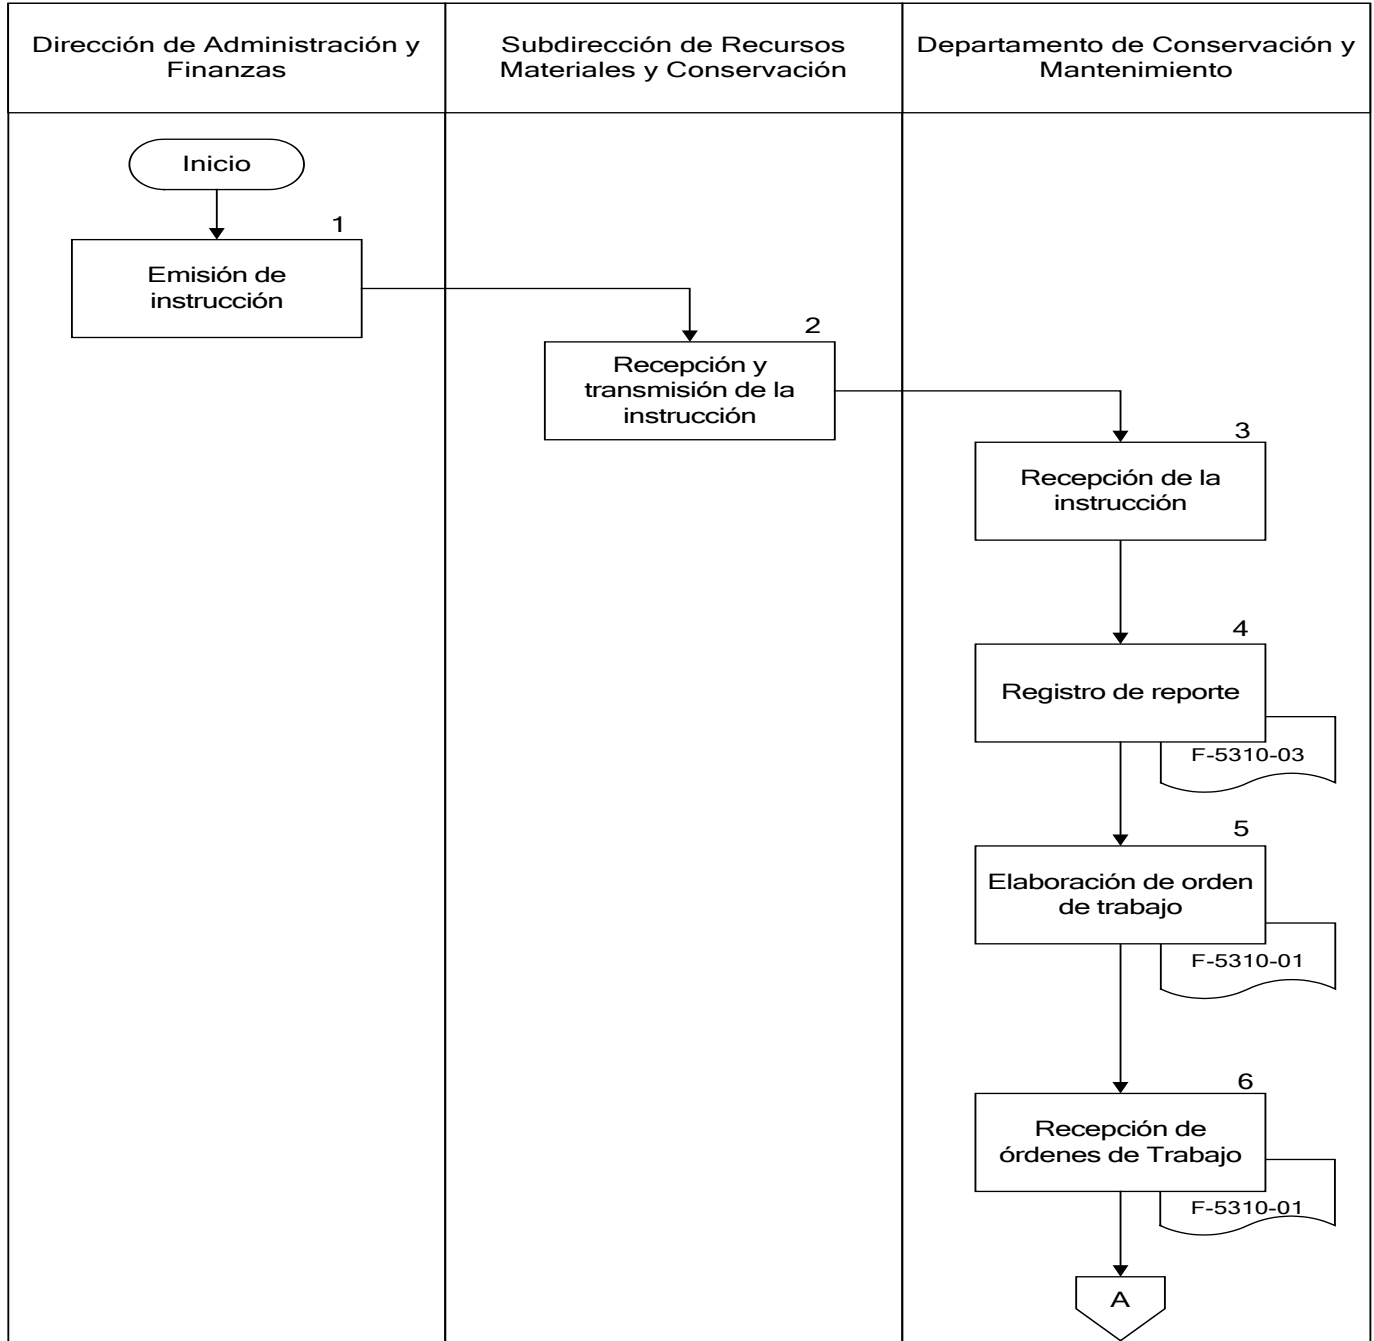 Dirección de Administración y
Finanzas
Subdirección de Recursos
Materiales y Conservación
Departamento de Conservación y
Mantenimiento
Inicio
1
Emisión de
instrucción
2
Recepción y
transmisión de la
instrucción
3
Recepción de la
instrucción
4
Registro de reporte
F-5310-03
5
Elaboración de orden
de trabajo
F-5310-01
6
Recepción de
órdenes de Trabajo
F-5310-01
A